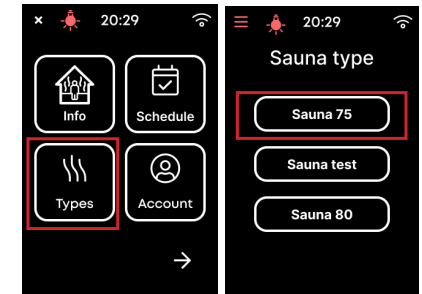 20:29
Info
Schedule
Types
Account
20:29
Sauna type
Sauna 75
Sauna test
Sauna 80